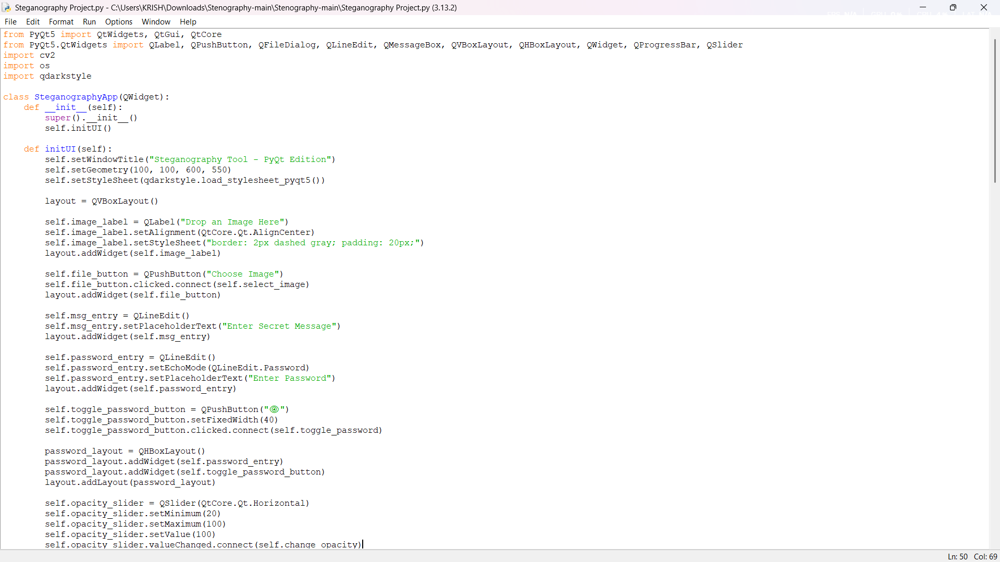 Steganography Project.py - C:\Users\KRISH\Downloads\Stenography-main\Stenography-main\Steganography Project.py (3.13.2)
File Edit Format Run Options Window Help
from PyQt5 import QtWidgets, QtGui, QtCore
from PyQt5.QtWidgets import QLabel, QPushButton, QFileDialog, QLineEdit, QMessageBox, QVBoxLayout, QHBoxLayout, QWidget, QProgressBar, QSlider
import cv2
import os
import qdarkstyle

class SteganographyApp(QWidget):
    def __init__(self):
        super().__init__()
        self.initUI()

    def initUI(self):
        self.setWindowTitle("Steganography Tool - PyQt Edition")
        self.setGeometry(100, 100, 600, 550)
        self.setStyleSheet(qdarkstyle.load_stylesheet_pyqt5())

        layout = QVBoxLayout()

        self.image_label = QLabel("Drop an Image Here")
        self.image_label.setAlignment(QtCore.Qt.AlignCenter)
        self.image_label.setStyleSheet("border: 2px dashed gray; padding: 20px;")
        layout.addWidget(self.image_label)

        self.file_button = QPushButton("Choose Image")
        self.file_button.clicked.connect(self.select_image)
        layout.addWidget(self.file_button)

        self.msg_entry = QLineEdit()
        self.msg_entry.setPlaceholderText("Enter Secret Message")
        layout.addWidget(self.msg_entry)

        self.password_entry = QLineEdit()
        self.password_entry.setEchoMode(QLineEdit.Password)
        self.password_entry.setPlaceholderText("Enter Password")
        layout.addWidget(self.password_entry)

        self.toggle_password_button = QPushButton("👁")
        self.toggle_password_button.setFixedWidth(40)
        self.toggle_password_button.clicked.connect(self.toggle_password)

        password_layout = QHBoxLayout()
        password_layout.addWidget(self.password_entry)
        password_layout.addWidget(self.toggle_password_button)
        layout.addLayout(password_layout)

        self.opacity_slider = QSlider(QtCore.Qt.Horizontal)
        self.opacity_slider.setMinimum(20)
        self.opacity_slider.setMaximum(100)
        self.opacity_slider.setValue(100)
        self.opacity_slider.valueChanged.connect(self.change_opacity)
Ln: 50 Col: 69